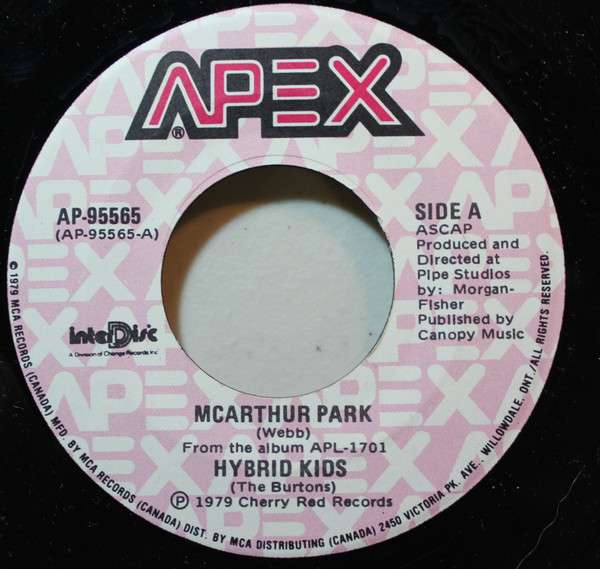 APEX
®
AP-95565
(AP-95565-A)
SIDE A
ASCAP
Produced and
Directed at
Pipe Studios
by: Morgan-
Fisher
Published by
Canopy Music
InterDisc
A Division of Change Records Inc
MCARTHUR PARK
(Webb)
From the album APL-1701
HYBRID KIDS
(The Burtons)
℗ 1979 Cherry Red Records
© 1979 MCA RECORDS (CANADA) MFD. BY MCA RECORDS (CANADA) DIST. BY MCA DISTRIBUTING (CANADA) 2450 VICTORIA PK. AVE., WILLOWDALE, ONT./ALL RIGHTS RESERVED.